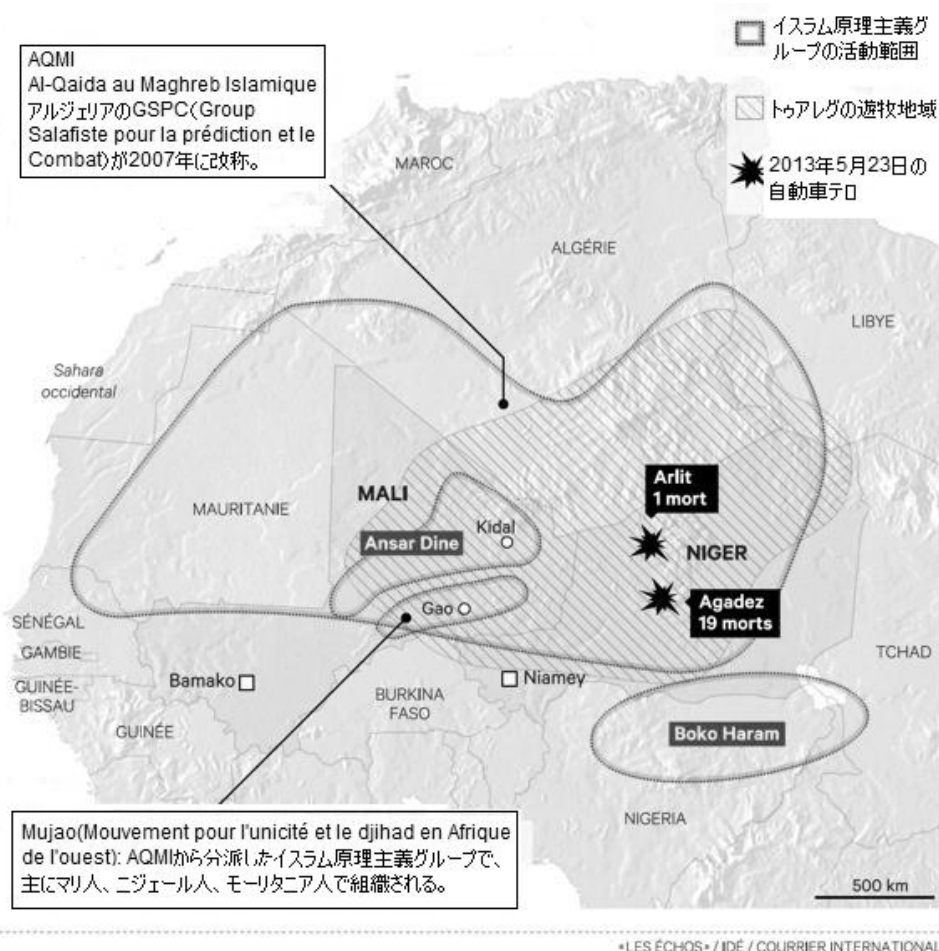 AQMI
Al-Qaida au Maghreb Islamique
アルジェリアのGSPC(Group
Salafiste pour la prédiction et le
Combat)が2007年に改称。
イスラム原理主義グ
ループの活動範囲
トゥアレグの遊牧地域
2013年5月23日の
自動車テロ
MAROC
ALGÉRIE
LIBYE
Sahara
occidental
MAURITANIE
MALI
Ansar Dine
Kidal
Gao
Arlit
1 mort
NIGER
Agadez
19 morts
SÉNÉGAL
GAMBIE
GUINÉE-
BISSAU
GUINÉE
Bamako
BURKINA
FASO
Niamey
TCHAD
Boko Haram
NIGERIA
Mujao(Mouvement pour l'unicité et le djihad en Afrique
de l'ouest): AQMIから分派したイスラム原理主義グループで、
主にマリ人、ニジェール人、モーリタニア人で組織される。
500 km
«LES ÉCHOS» / IDÉ / COURRIER INTERNATIONAL